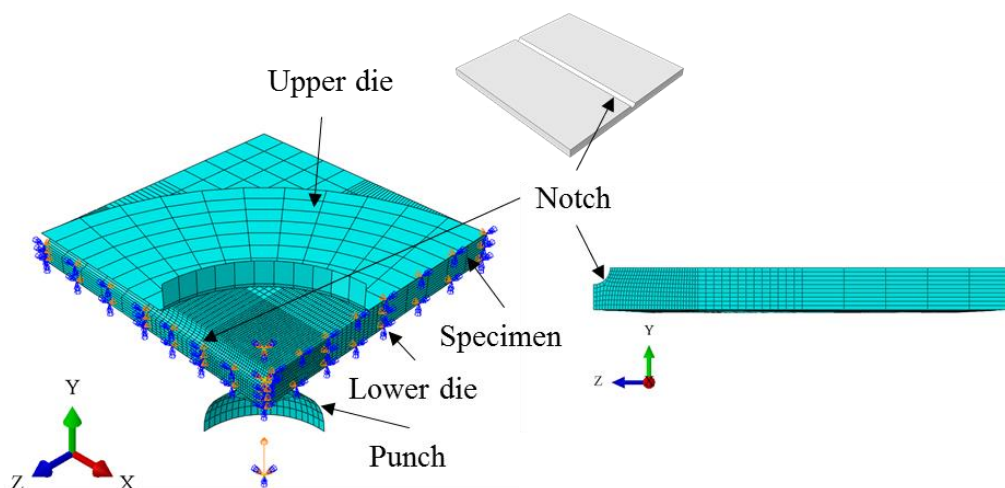 Upper die
Notch
Specimen
Lower die
Punch
Y
Z
X
Y
Z